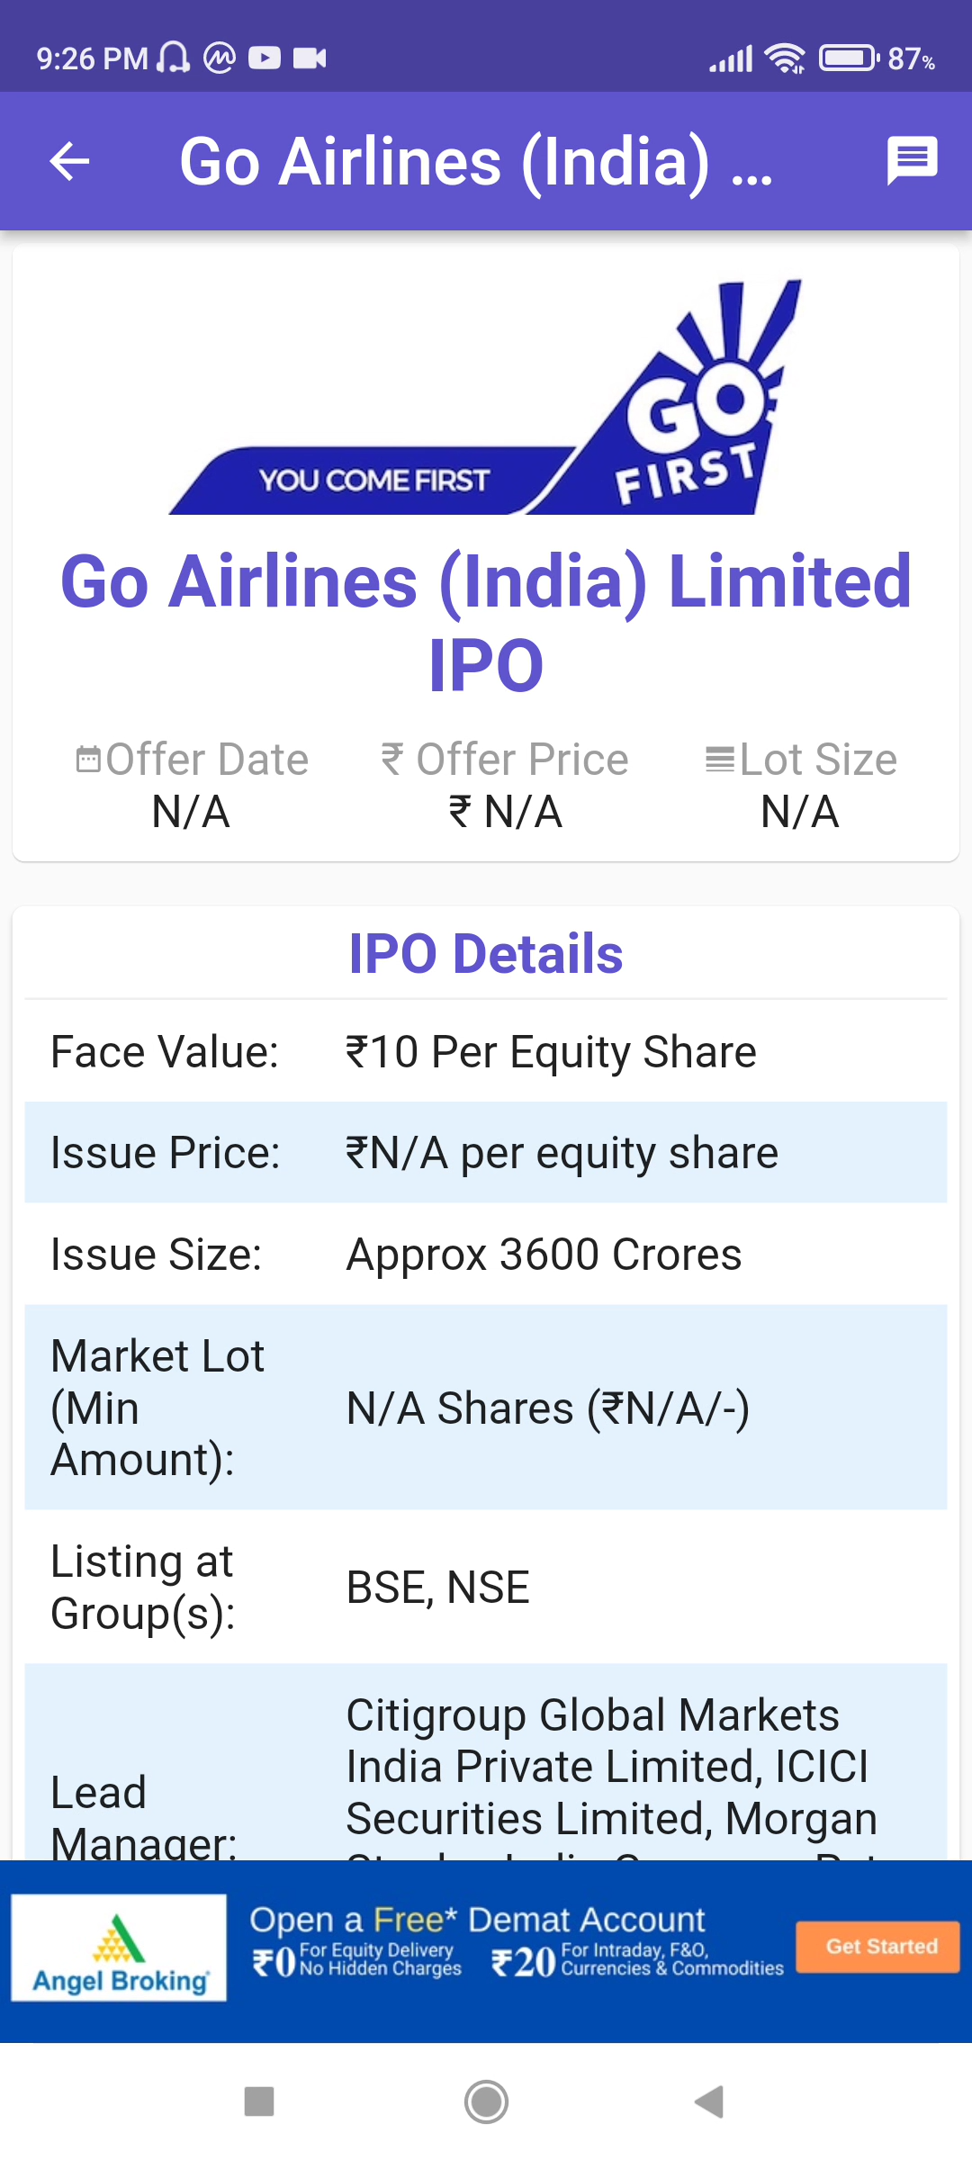 9:26 PM 87%
Go Airlines (India) ...
GO
FIRST
YOU COME FIRST
Go Airlines (India) Limited
IPO
Offer Date ₹ Offer Price Lot Size
N/A ₹ N/A N/A
IPO Details
Face Value: ₹10 Per Equity Share
Issue Price: ₹N/A per equity share
Issue Size: Approx 3600 Crores
Market Lot
(Min
Amount):
N/A Shares (₹N/A/-)
Listing at
Group(s):
BSE, NSE
Lead
Manager:
Citigroup Global Markets
India Private Limited, ICICI
Securities Limited, Morgan
Angel Broking
Open a Free* Demat Account
₹0 For Equity Delivery
No Hidden Charges
₹20 For Intraday, F&O,
Currencies & Commodities
Get Started